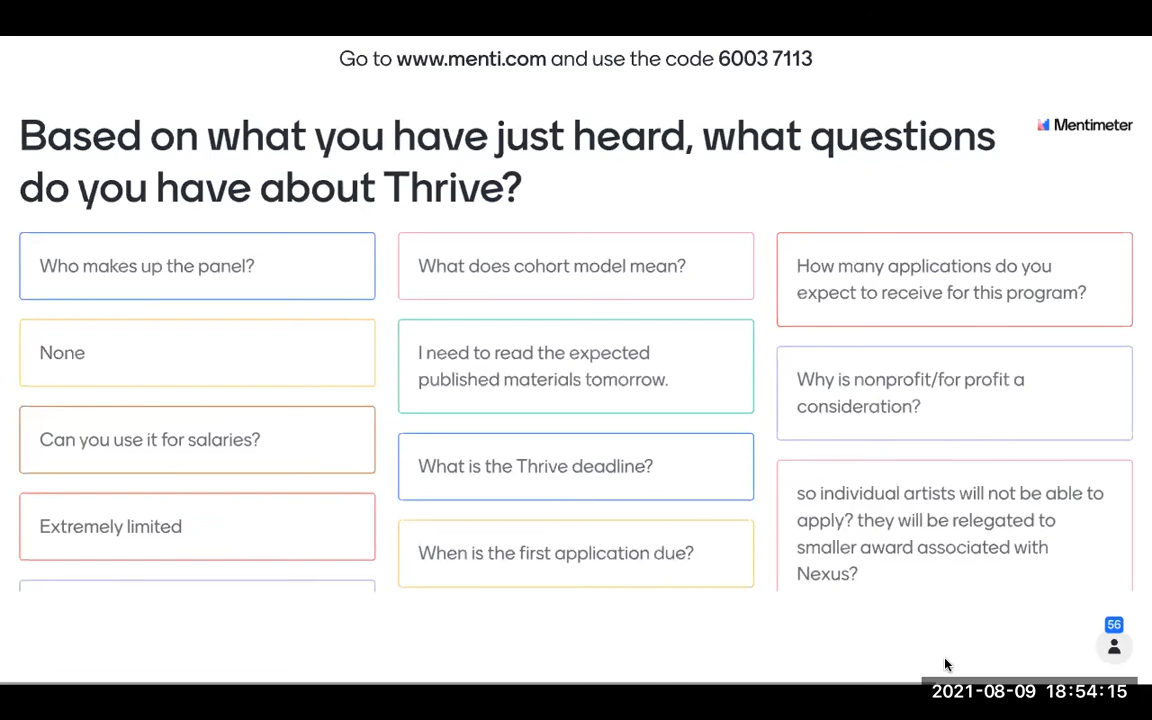 Go to www.menti.com and use the code 6003 7113
Based on what you have just heard, what questions
do you have about Thrive?
Mentimeter
Who makes up the panel?
None
Can you use it for salaries?
Extremely limited
What does cohort model mean?
I need to read the expected
published materials tomorrow.
What is the Thrive deadline?
When is the first application due?
How many applications do you
expect to receive for this program?
Why is nonprofit/for profit a
consideration?
so individual artists will not be able to
apply? they will be relegated to
smaller award associated with
Nexus?
56
2021-08-09 18:54:15